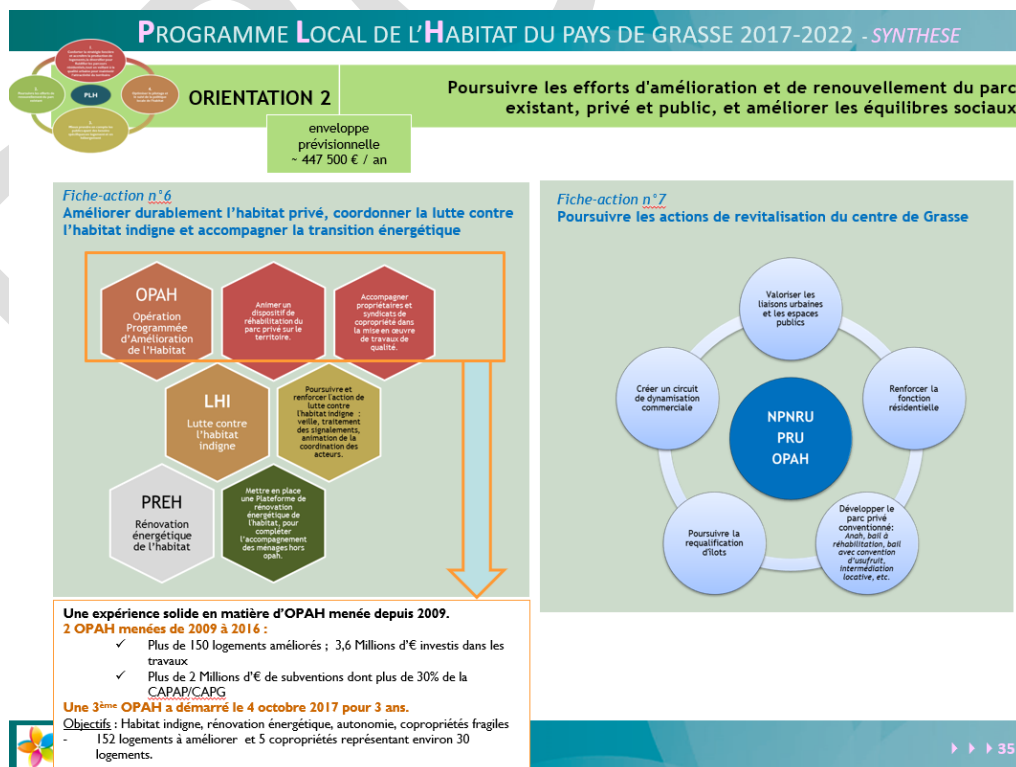 PROGRAMME LOCAL DE L’HABITAT DU PAYS DE GRASSE 2017-2022 - SYNTHESE
PLH
ORIENTATION 2
Poursuivre les efforts d'amélioration et de renouvellement du parc
existant, privé et public, et améliorer les équilibres sociaux
enveloppe
prévisionnelle
~ 447 500 € / an
Fiche-action n°6
Améliorer durablement l’habitat privé, coordonner la lutte contre
l’habitat indigne et accompagner la transition énergétique
OPAH
Opération
Programmée
d’Amélioration
de l’Habitat
Animer un
dispositif de
réhabilitation du
parc privé sur le
territoire.
Accompagner
propriétaires et
syndicats de
copropriété dans
la mise en œuvre
de travaux de
qualité.
LHI
Lutte contre
l’habitat
indigne
Poursuivre et
renforcer l'action de
lutte contre
l'habitat indigne :
veille, traitement
des signalements,
animation de la
coordination des
acteurs.
PREH
Rénovation
énergétique
de l’habitat
Mettre en place
une Plateforme de
rénovation
énergétique de
l'habitat, pour
compléter
l’accompagnement
des ménages hors
opah.
Fiche-action n°7
Poursuivre les actions de revitalisation du centre de Grasse
Valoriser les
liaisons urbaines
et les espaces
publics
Créer un circuit
de dynamisation
commerciale
Renforcer la
fonction
résidentielle
NPNRU
PRU
OPAH
Poursuivre la
requalification
d’îlots
Développer le
parc privé
conventionné:
Anah, bail à
réhabilitation, bail
avec convention
d’usufruit,
intermédiation
locative, etc.
Une expérience solide en matière d’OPAH menée depuis 2009.
2 OPAH menées de 2009 à 2016 :
✓ Plus de 150 logements améliorés ; 3,6 Millions d’€ investis dans les
travaux
✓ Plus de 2 Millions d’€ de subventions dont plus de 30% de la
CAPAP/CAPG
Une 3ème OPAH a démarré le 4 octobre 2017 pour 3 ans.
Objectifs : Habitat indigne, rénovation énergétique, autonomie, copropriétés fragiles
- 152 logements à améliorer et 5 copropriétés représentant environ 30
logements.
35